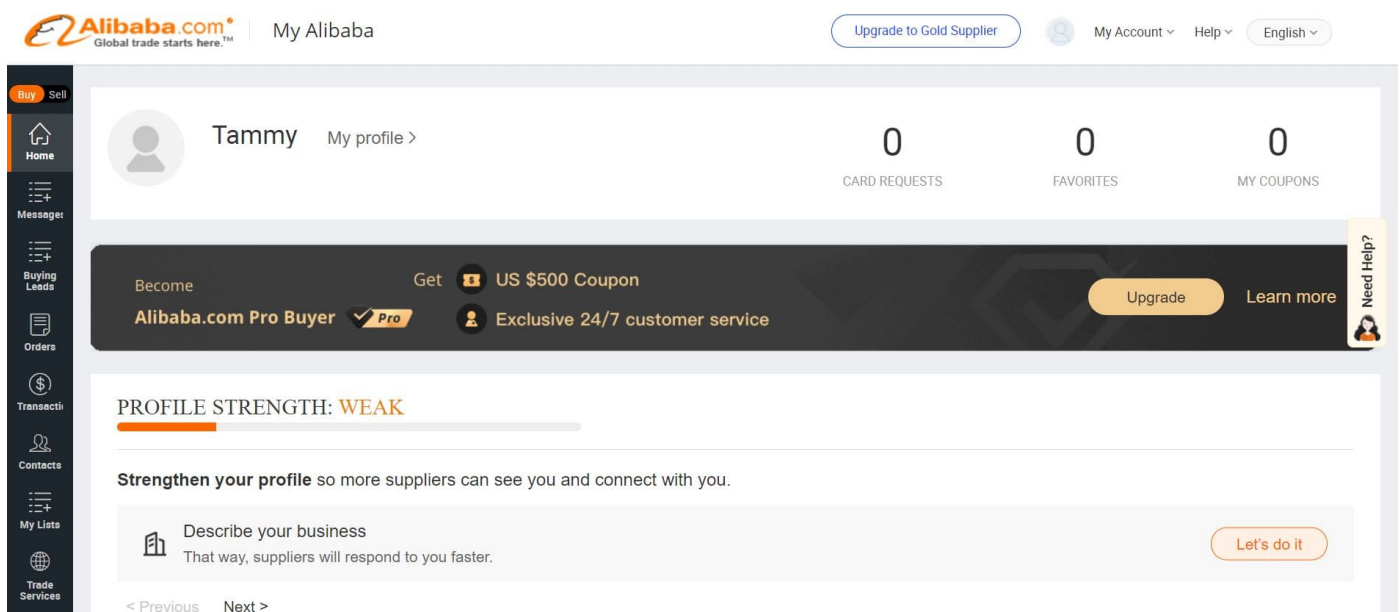 Alibaba.com
Global trade starts here.™
My Alibaba
Upgrade to Gold Supplier
My Account
Help
English
Buy Sell
Home
Messages
Buying
Leads
Orders
Transactio
Contacts
My Lists
Trade
Services
Tammy
My profile >
0
CARD REQUESTS
0
FAVORITES
0
MY COUPONS
Become
Alibaba.com Pro Buyer Pro
Get US $500 Coupon
Exclusive 24/7 customer service
Upgrade
Learn more
Need Help?
PROFILE STRENGTH: WEAK
Strengthen your profile so more suppliers can see you and connect with you.
Describe your business
That way, suppliers will respond to you faster.
Let's do it
< Previous Next >